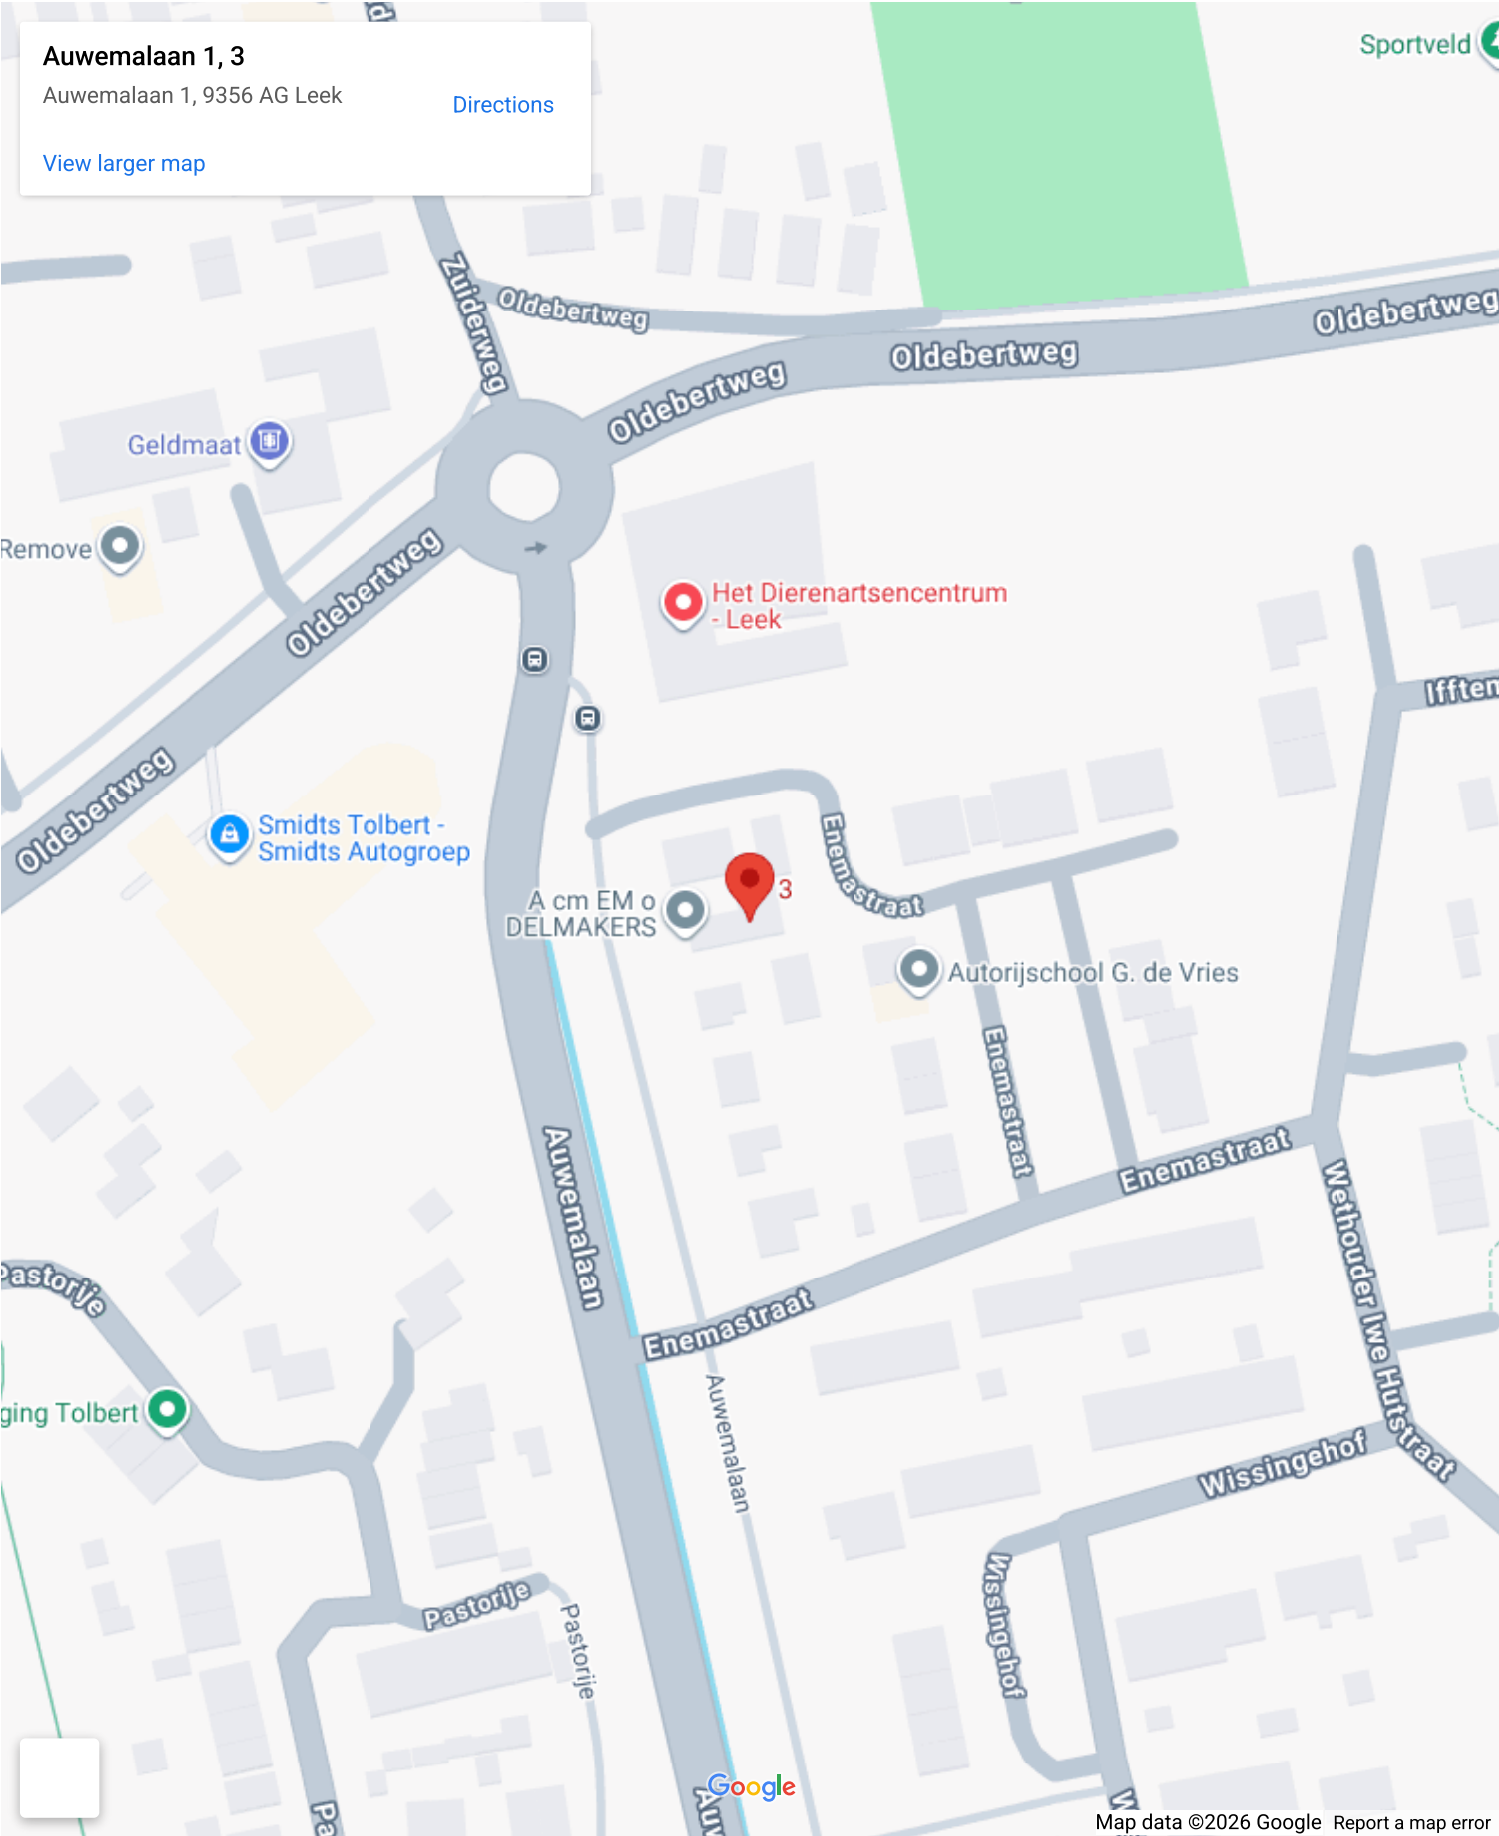 Auwemalaan 1, 3
Auwemalaan 1, 9356 AG Leek
Directions
View larger map
Sportveld
Zuiderweg
Oldebertweg
Oldebertweg
Oldebertweg
Oldebertweg
Geldmaat
Remove
Oldebertweg
Het Dierenartsencentrum
- Leek
Oldebertweg
Smidts Tolbert -
Smidts Autogroep
Enemastraat
3
A cm EM o
DELMAKERS
Autorijschool G. de Vries
Enemastraat
Auwemalaan
Enemastraat
Wethouder Iwe Hutstraat
Pastorije
Enemastraat
ging Tolbert
Auwemalaan
Wissingehof
Wissingehof
Pastorije
Pastorije
Google
Map data ©2026 Google
Report a map error